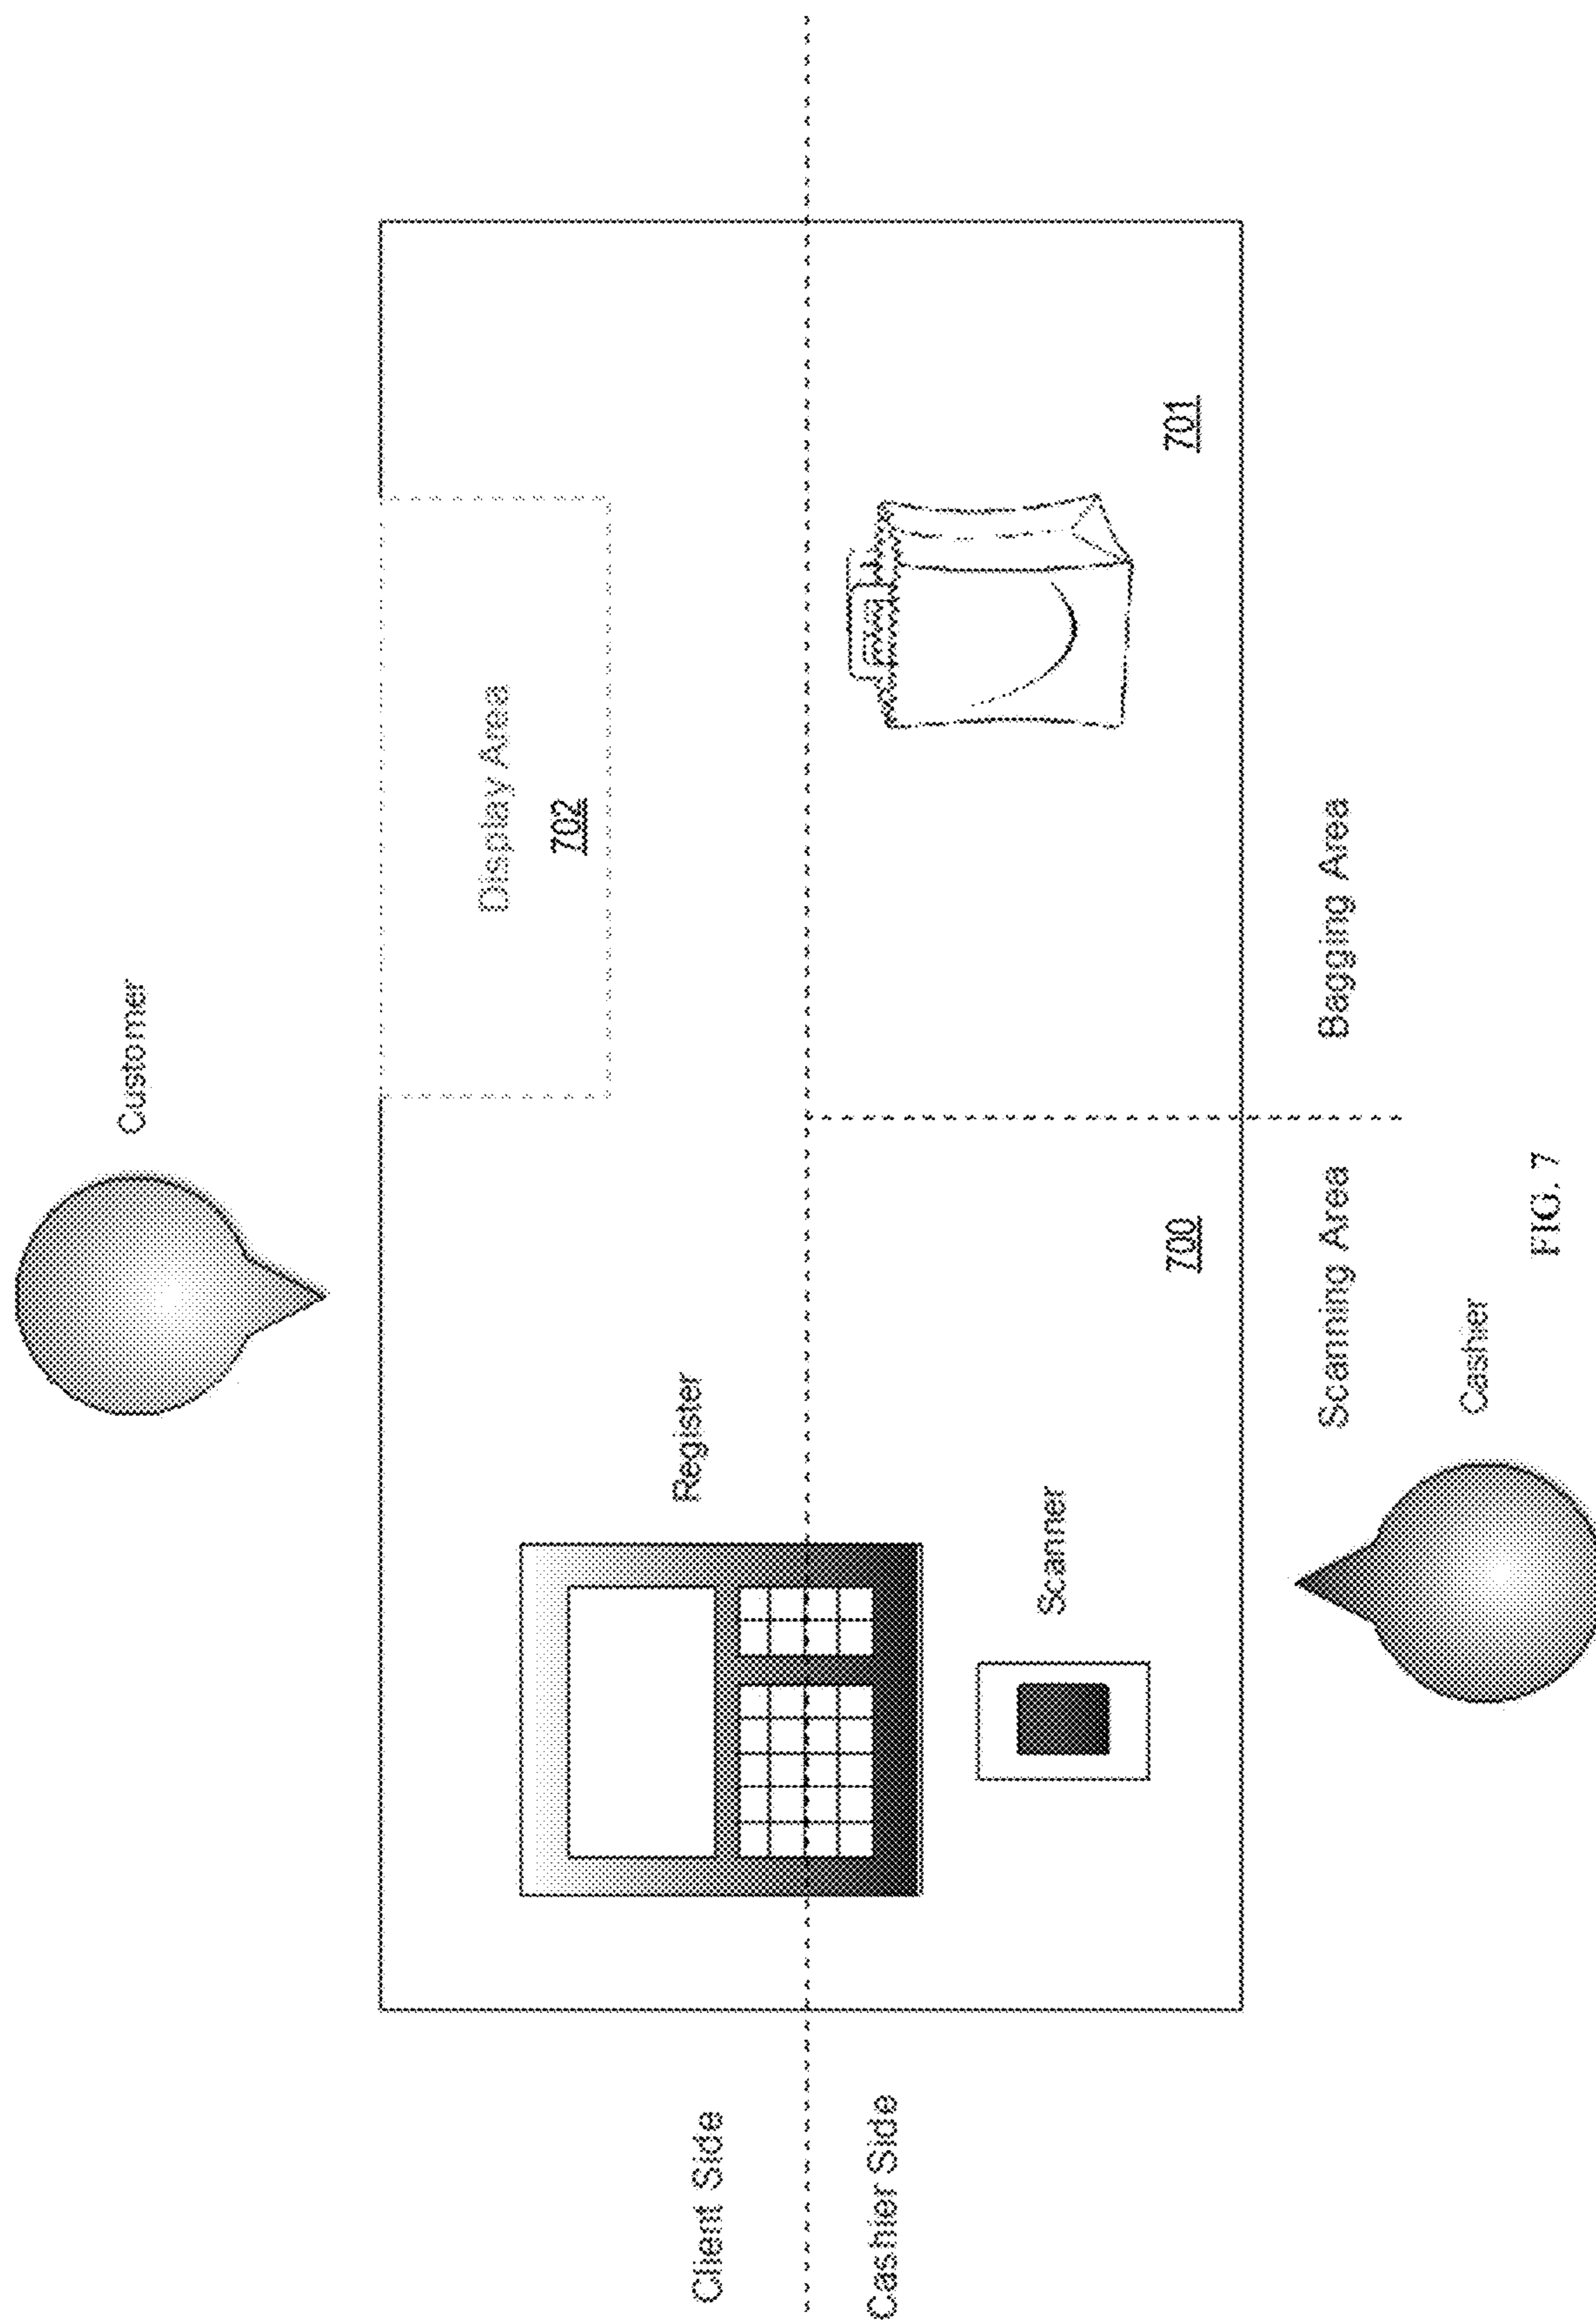 Customer
Display Area
702
Register
Client Side
Cashier Side
Scanner
700
701
Scanning Area
Bagging Area
Cashier
FIG. 7